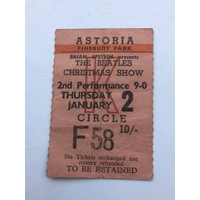 ASTORIA
FINSBURY PARK
BRIAN EPSTEIN presents
THE BEATLES
CHRISTMAS SHOW
K
2nd Performance 9-0
THURSDAY
JANUARY 2
CIRCLE
F 58 10/-
No Tickets exchanged nor
money refunded
TO BE RETAINED